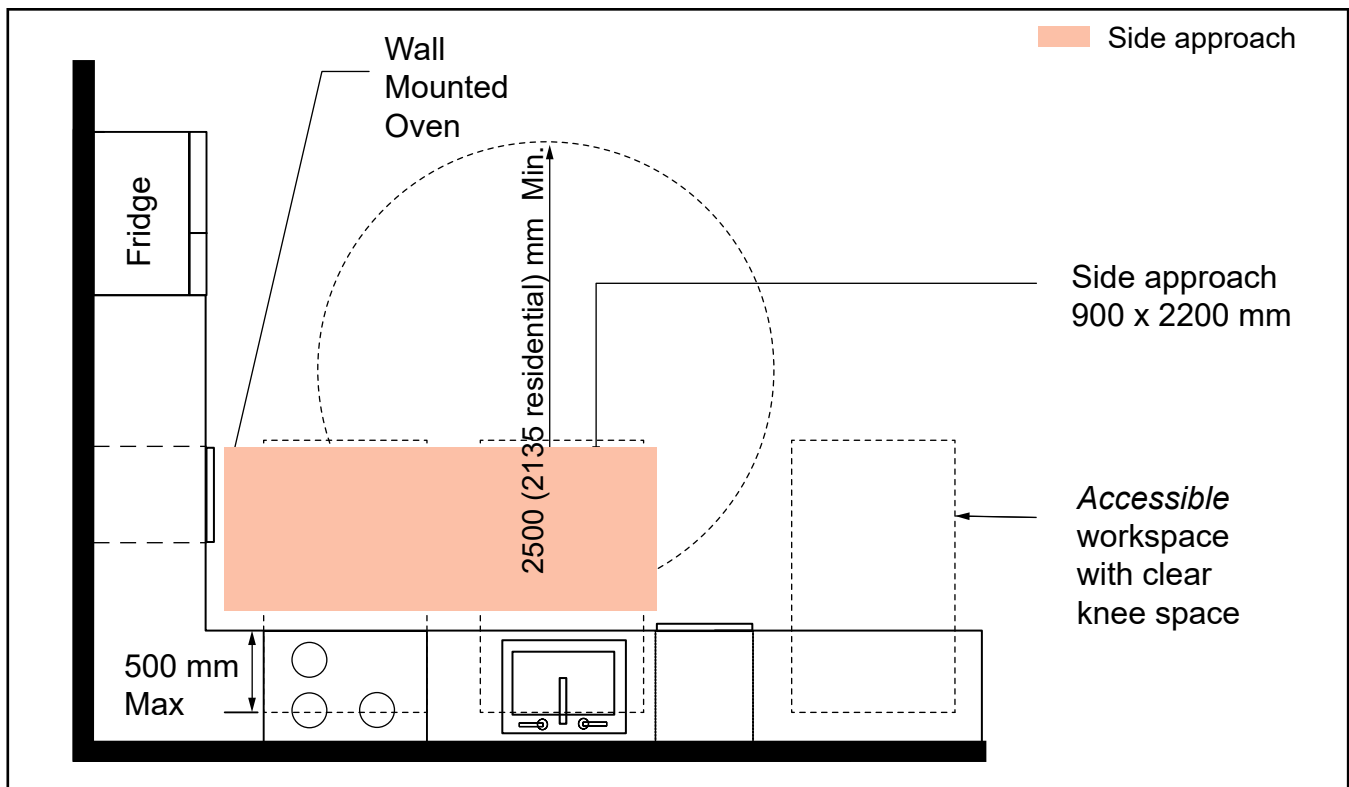 Side approach
Wall
Mounted
Oven
Fridge
2500 (2135 residential) mm Min.
Side approach
900 x 2200 mm
Accessible
workspace
with clear
knee space
500 mm
Max